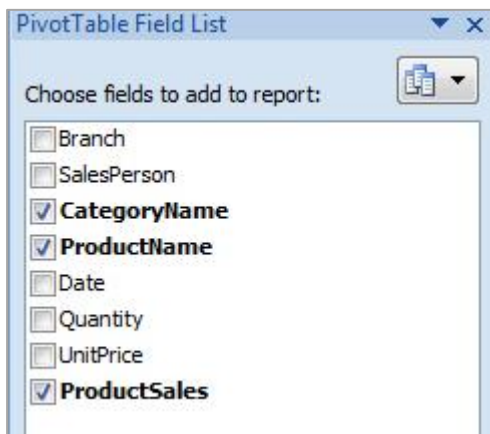 PivotTable Field List
Choose fields to add to report:
Branch
SalesPerson
CategoryName
ProductName
Date
Quantity
UnitPrice
ProductSales